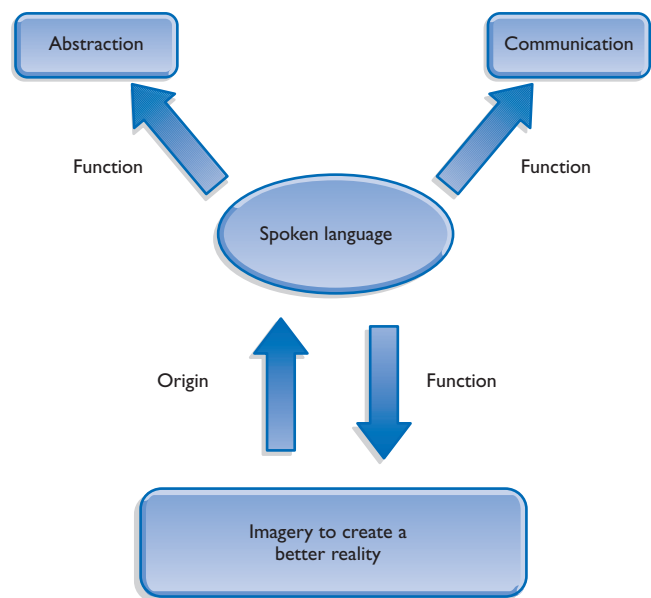 Abstraction
Communication
Function
Function
Spoken language
Origin
Function
Imagery to create a
better reality